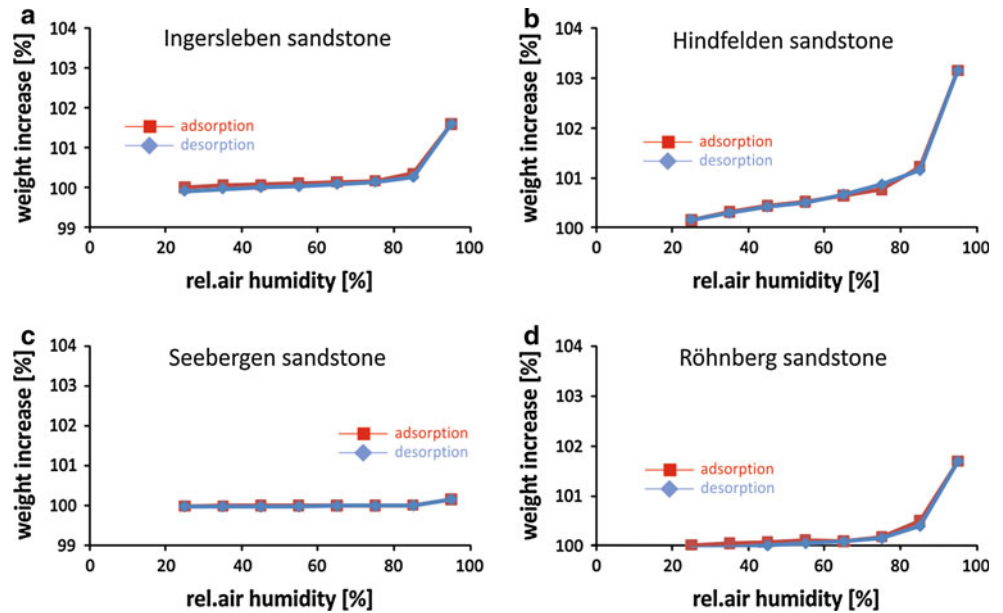 a
Ingersleben sandstone
weight increase [%]
104
103
102
101
100
99
adsorption
desorption
0 20 40 60 80 100
rel.air humidity [%]
b
Hindfelden sandstone
weight increase [%]
104
103
102
101
100
adsorption
desorption
0 20 40 60 80 100
rel.air humidity [%]
c
Seebergen sandstone
weight increase [%]
104
103
102
101
100
99
adsorption
desorption
0 20 40 60 80 100
rel.air humidity [%]
d
Röhnberg sandstone
weight increase [%]
104
103
102
101
100
adsorption
desorption
0 20 40 60 80 100
rel.air humidity [%]